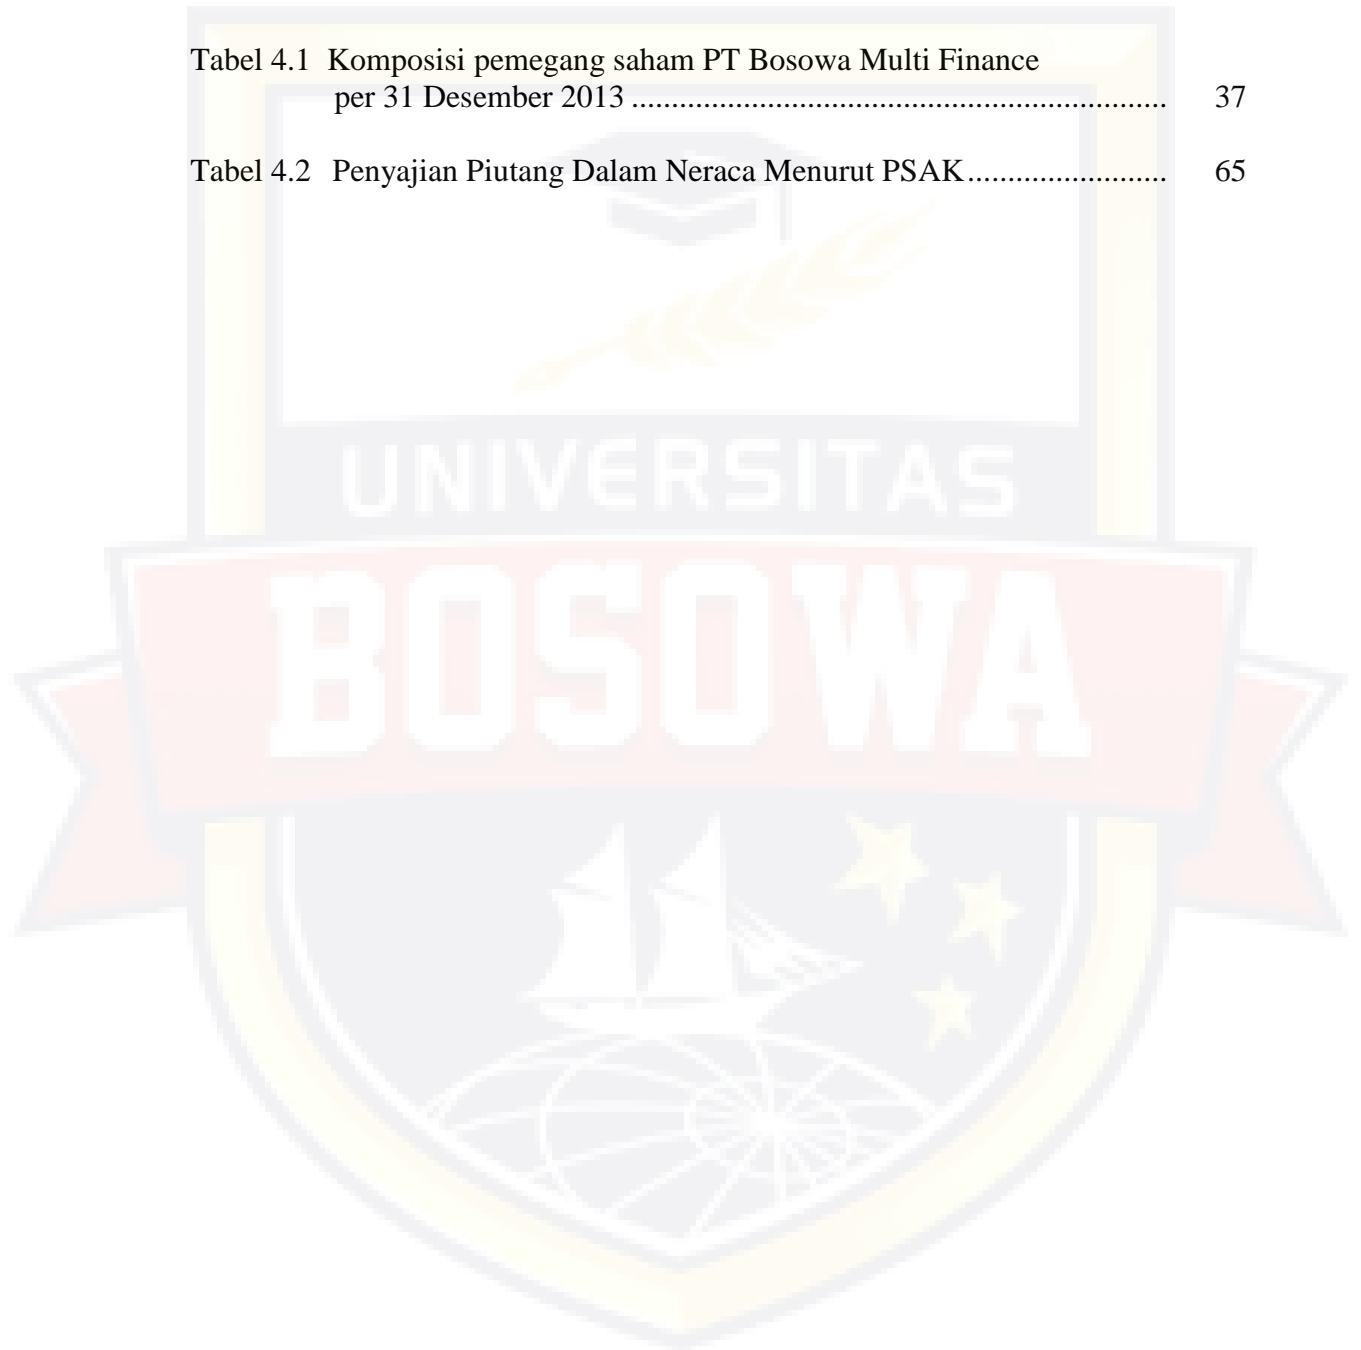 Tabel 4.1 Komposisi pemegang saham PT Bosowa Multi Finance
per 31 Desember 2013 .................................................................. 37
Tabel 4.2 Penyajian Piutang Dalam Neraca Menurut PSAK......................... 65
UNIVERSITAS
BOSOWA